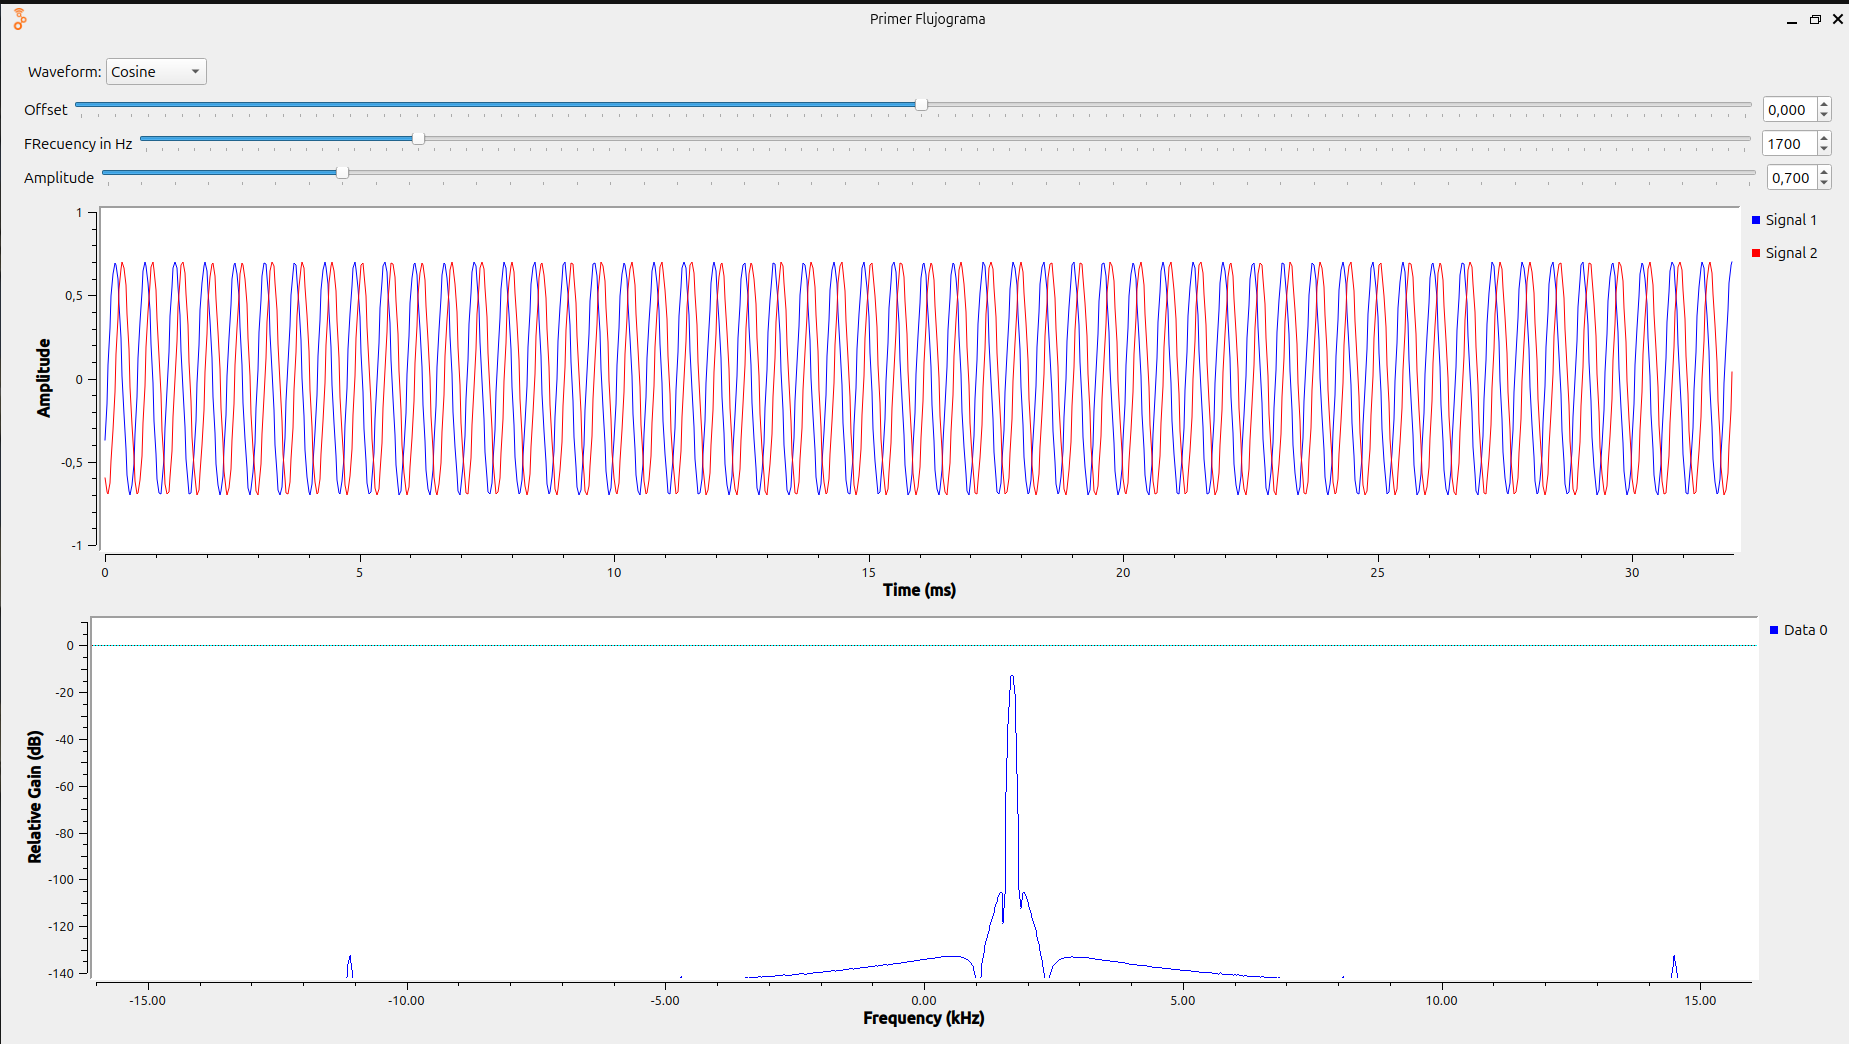 Primer Flujograma
Waveform: Cosine
Offset 0,000
FRecuency in Hz 1700
Amplitude 0,700
1
0,5
0
-0,5
-1
Amplitude
0 5 10 15 20 25 30
Time (ms)
Signal 1
Signal 2
0
-20
-40
-60
-80
-100
-120
-140
Relative Gain (dB)
-15.00 -10.00 -5.00 0.00 5.00 10.00 15.00
Frequency (kHz)
Data 0